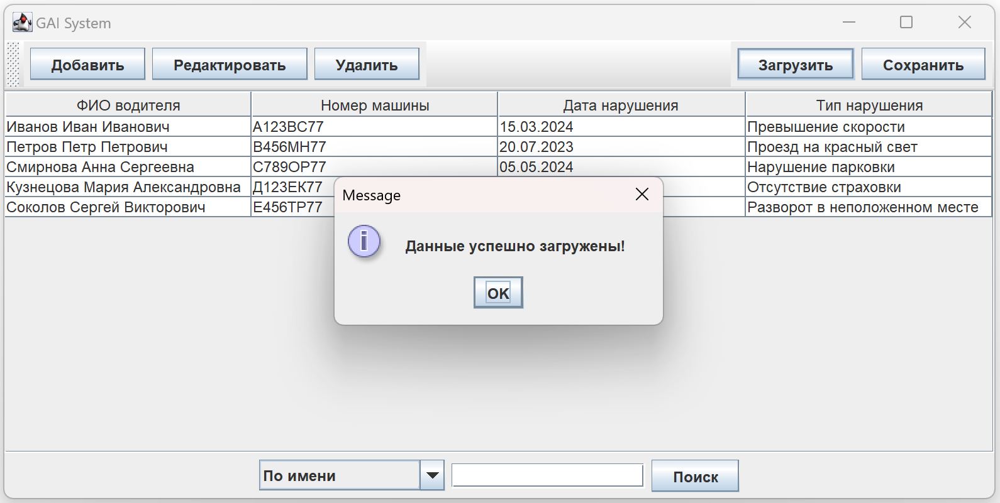 GAI System
Добавить Редактировать Удалить Загрузить Сохранить
ФИО водителя Номер машины Дата нарушения Тип нарушения
Иванов Иван Иванович А123ВС77 15.03.2024 Превышение скорости
Петров Петр Петрович В456МН77 20.07.2023 Проезд на красный свет
Смирнова Анна Сергеевна С789ОР77 05.05.2024 Нарушение парковки
Кузнецова Мария Александровна Д123ЕК77 Отсутствие страховки
Соколов Сергей Викторович Е456ТР77 Разворот в неположенном месте
Message
Данные успешно загружены!
OK
По имени Поиск